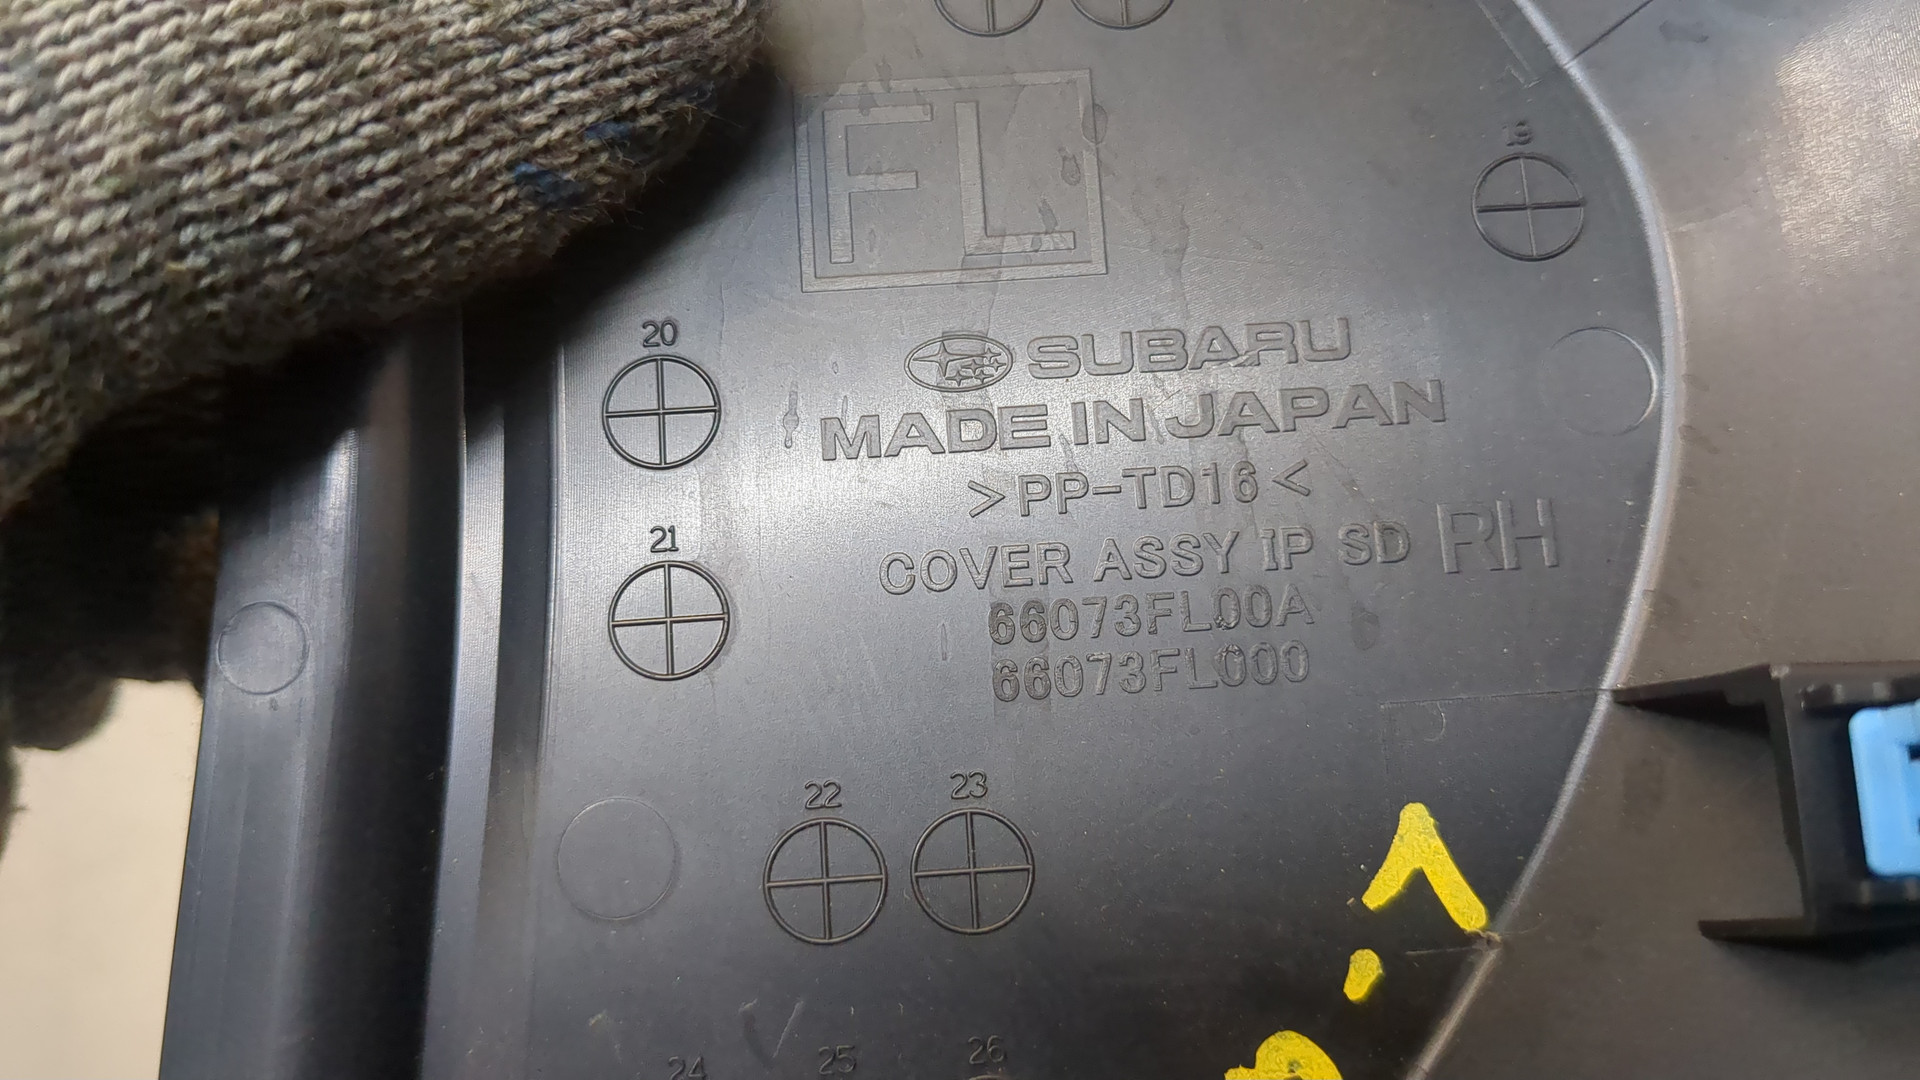 FL
19
20
SUBARU
MADE IN JAPAN
>PP-TD16<
21
COVER ASSY IP SD RH
66073FL00A
66073FL000
22
23
24
25
26